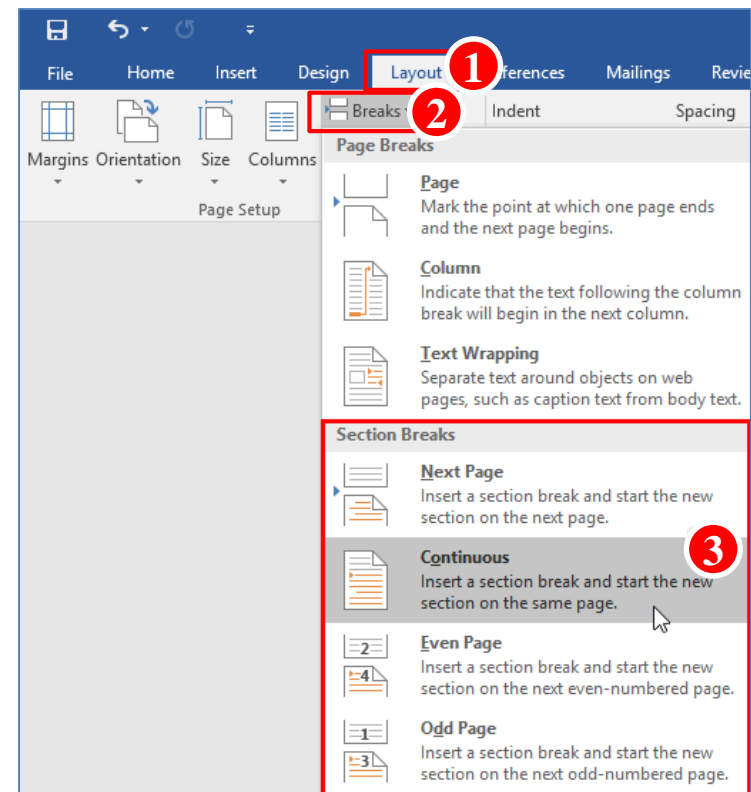 File Home Insert Design Layout ferences Mailings Revie
1
2
Breaks Indent Spacing
Margins Orientation Size Columns
Page Setup
Page Breaks
Page
Mark the point at which one page ends
and the next page begins.
Column
Indicate that the text following the column
break will begin in the next column.
Text Wrapping
Separate text around objects on web
pages, such as caption text from body text.
Section Breaks
Next Page
Insert a section break and start the new
section on the next page.
3
Continuous
Insert a section break and start the new
section on the same page.
2
4
Even Page
Insert a section break and start the new
section on the next even-numbered page.
1
3
Odd Page
Insert a section break and start the new
section on the next odd-numbered page.